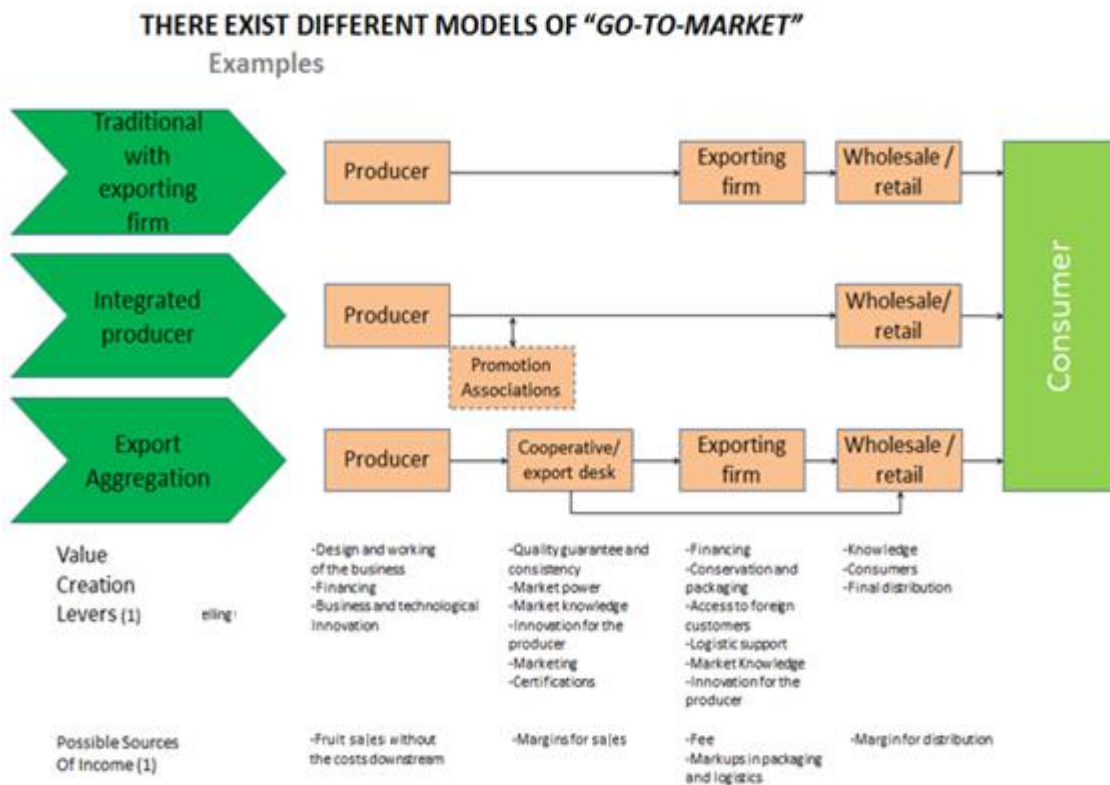 THERE EXIST DIFFERENT MODELS OF “GO-TO-MARKET”
Examples
Traditional
with
exporting
firm
Producer
Exporting
firm
Wholesale /
retail
Consumer
Integrated
producer
Producer
Promotion
Associations
Wholesale/
retail
Export
Aggregation
Producer
Cooperative/
export desk
Exporting
firm
Wholesale /
retail
Value
Creation
Levers (1)
elling
-Design and working
of the business
-Financing
-Business and technological
Innovation
-Quality guarantee and
consistency
-Market power
-Market knowledge
-Innovation for the
producer
-Marketing
-Certifications
-Financing
-Conservation and
packaging
-Access to foreign
customers
-Logistic support
-Market Knowledge
-Innovation for the
producer
-Knowledge
-Consumers
-Final distribution
Possible Sources
Of Income (1)
-Fruit sales without
the costs downstream
-Margins for sales
-Fee
-Markups in packaging
and logistics
-Margin for distribution